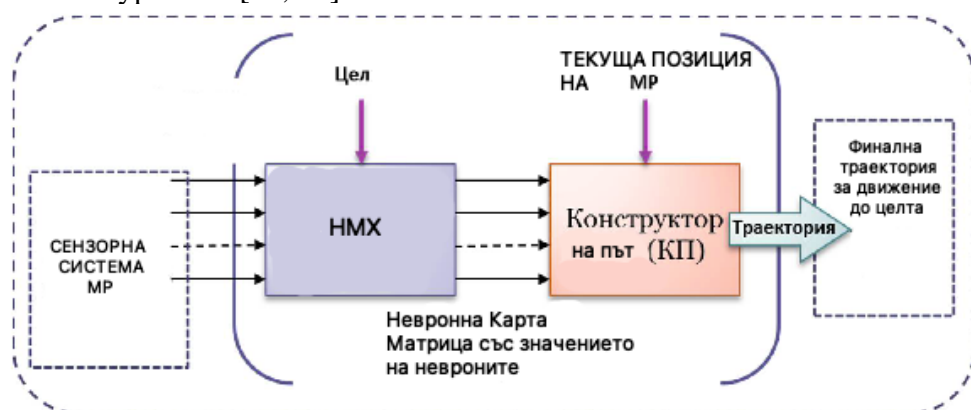 Цел
ТЕКУЩА ПОЗИЦИЯ
НА МР
СЕНЗОРНА
СИСТЕМА
МР
НМХ
Конструктор
на път (КП)
Траектория
Финална
траектория
за движение
до целта
Невронна Карта
Матрица със значението
на невроните